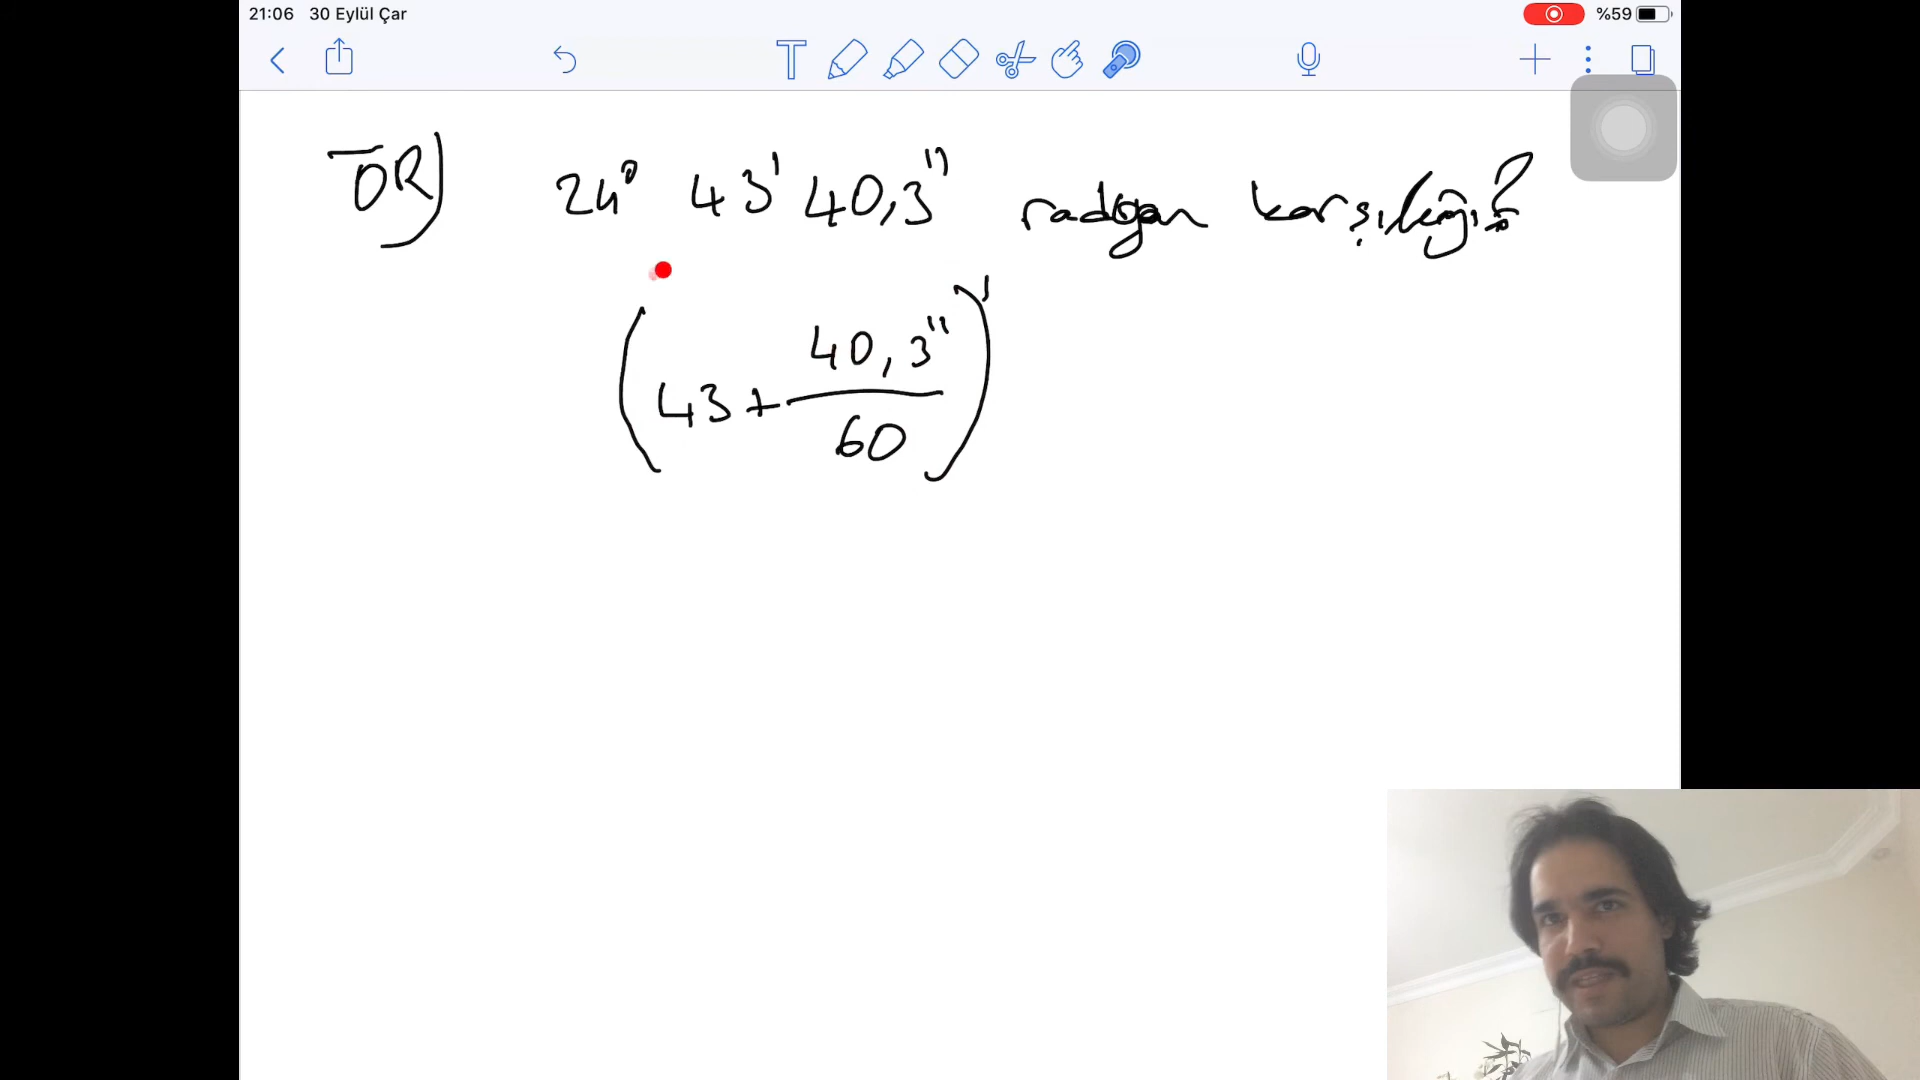 21:06 30 Eylül Çar %59
T
ÖR) 24° 43' 40,3" radyan karşılığı?
(43 + 40,3" / 60)'